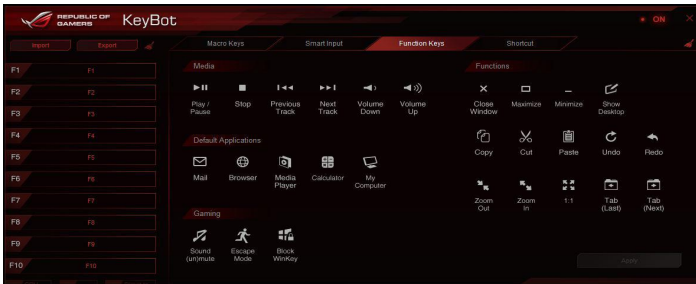 REPUBLIC OF
GAMERS
KeyBot
ON
Import
Export
Macro Keys
Smart Input
Function Keys
Shortcut
F1
F1
F2
F2
F3
F3
F4
F4
F5
F5
F6
F6
F7
F7
F8
F8
F9
F9
F10
F10
Media
Play /
Pause
Stop
Previous
Track
Next
Track
Volume
Down
Volume
Up
Default Applications
Mail
Browser
Media
Player
Calculator
My
Computer
Gaming
Sound
(un)mute
Escape
Mode
Block
WinKey
Functions
Close
Window
Maximize
Minimize
Show
Desktop
Copy
Cut
Paste
Undo
Redo
Zoom
Out
Zoom
In
1:1
Tab
(Last)
Tab
(Next)
Apply